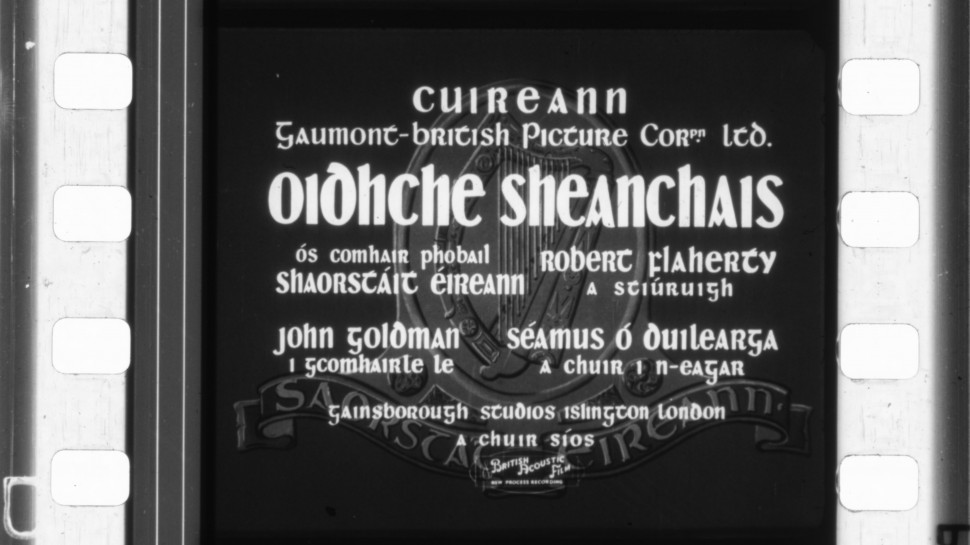 CUIREANN
Gaumont-British Picture Corpn. Ltd.
OIDHCHE SHEANCHAIS
ós comhair phobail
SHAORSTÁIT ÉIREANN
ROBERT FLAHERTY
a stiúruigh
JOHN GOLDMAN
i gcomhairle le
SÉAMUS Ó DUILEARGA
a chuir i n-eagar
GAINSBOROUGH STUDIOS ISLINGTON LONDON
a chuir síos
SAORSTÁT ÉIREANN
BRITISH ACOUSTIC FILM
NEW PROCESS RECORDING